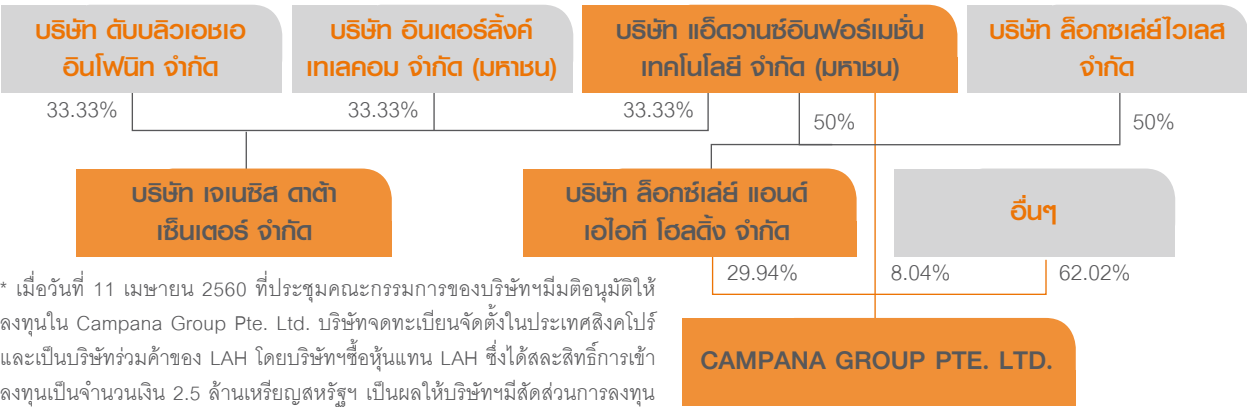 บริษัท ดับบลิวเอชเอ
อินโฟนิท จำกัด
บริษัท อินเตอร์ลิ้งค์
เทเลคอม จำกัด (มหาชน)
บริษัท แอ็ดวานซ์อินฟอร์เมชั่น
เทคโนโลยี จำกัด (มหาชน)
บริษัท ล็อกซเล่ย์ไวเลส
จำกัด
33.33%
33.33%
33.33%
50%
50%
บริษัท เจเนซิส ดาต้า
เซ็นเตอร์ จำกัด
บริษัท ล็อกซ์เล่ย์ แอนด์
เอไอที โฮลดิ้ง จำกัด
อื่นๆ
29.94%
8.04%
62.02%
* เมื่อวันที่ 11 เมษายน 2560 ที่ประชุมคณะกรรมการของบริษัทฯมีมติอนุมัติให้
ลงทุนใน Campana Group Pte. Ltd. บริษัทจดทะเบียนจัดตั้งในประเทศสิงคโปร์
และเป็นบริษัทร่วมค้าของ LAH โดยบริษัทฯซื้อหุ้นแทน LAH ซึ่งได้สละสิทธิ์การเข้า
ลงทุนเป็นจำนวนเงิน 2.5 ล้านเหรียญสหรัฐฯ เป็นผลให้บริษัทฯมีสัดส่วนการลงทุน
CAMPANA GROUP PTE. LTD.